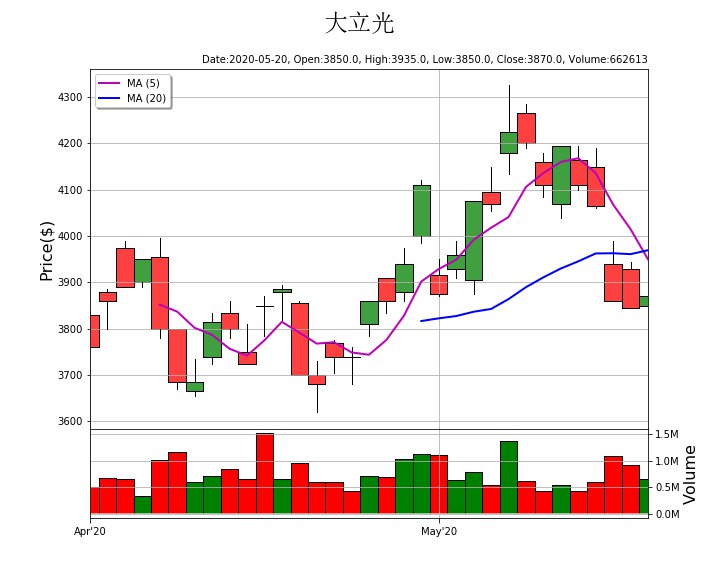 大立光
Date:2020-05-20, Open:3850.0, High:3935.0, Low:3850.0, Close:3870.0, Volume:662613
MA (5)
MA (20)
4300
4200
4100
4000
3900
3800
3700
3600
Price($)
1.5M
1.0M
0.5M
0.0M
Volume
Apr'20
May'20